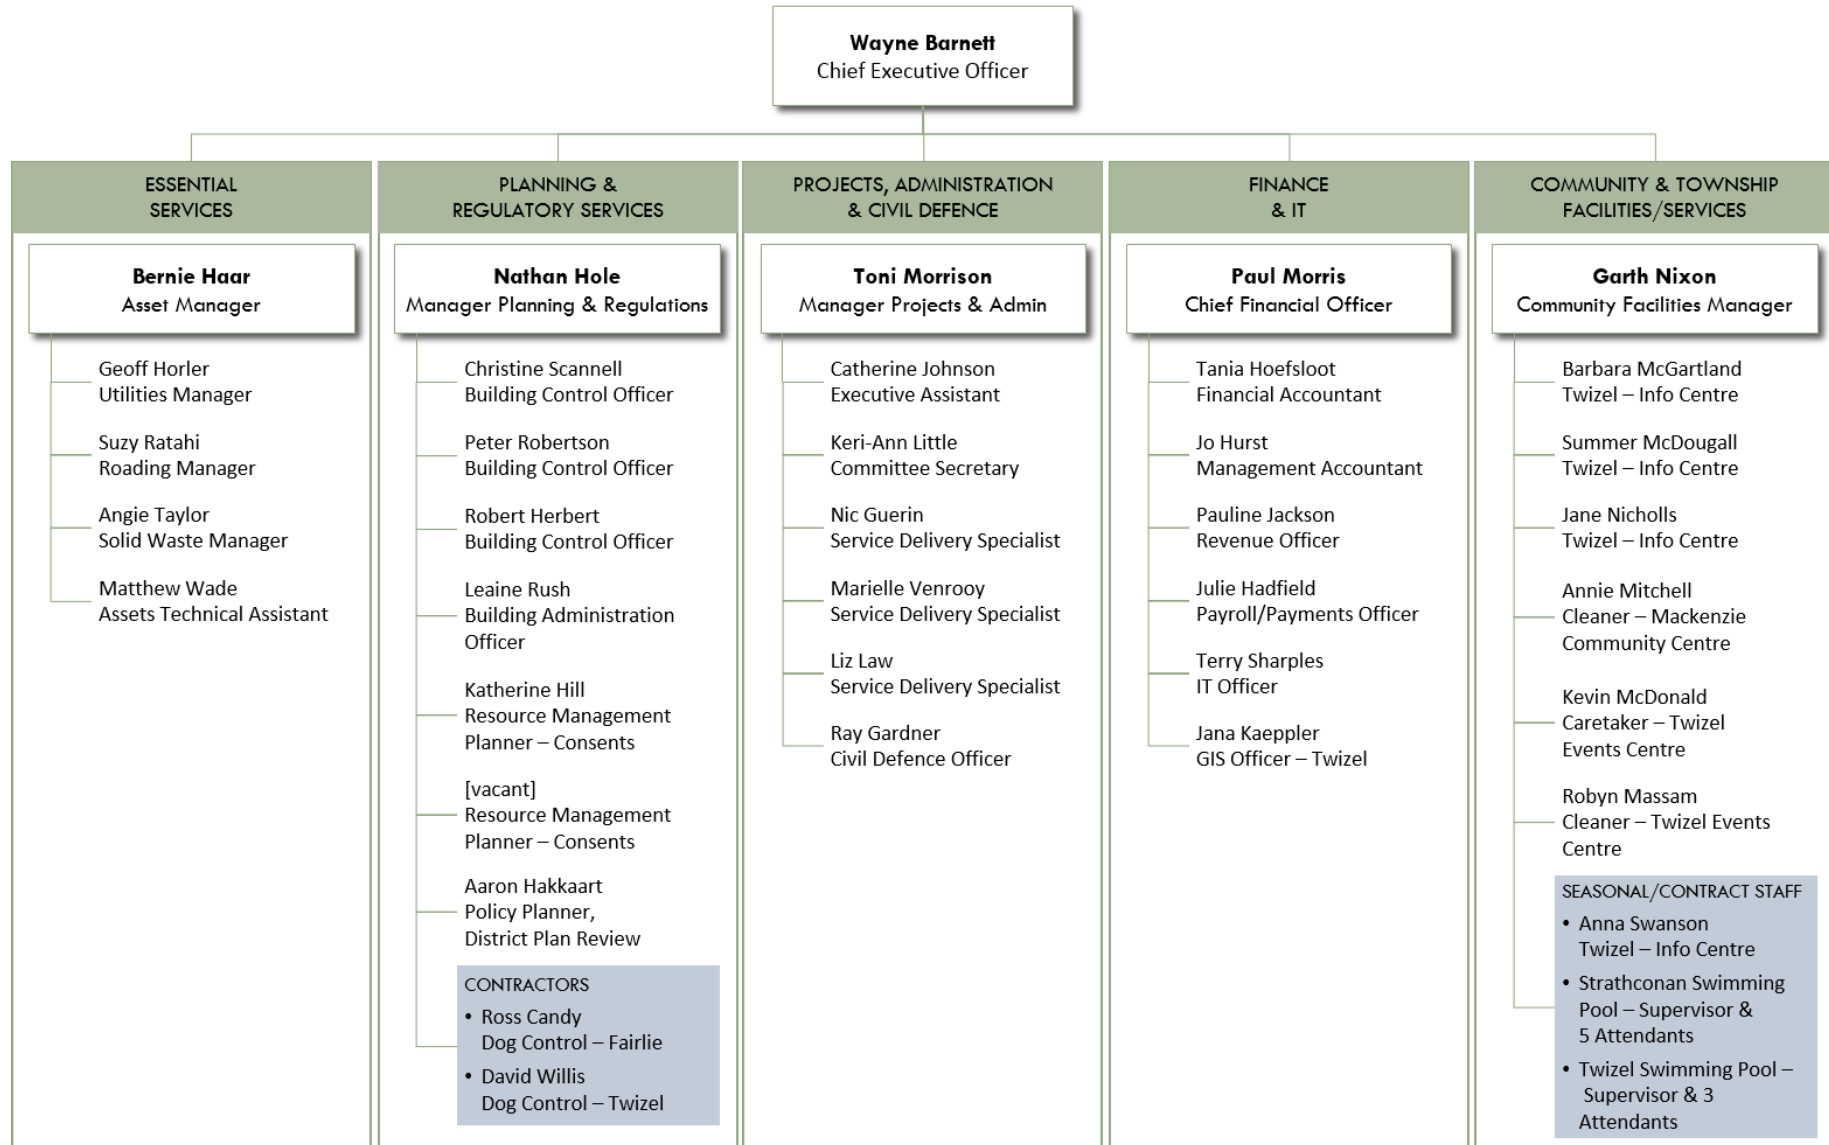 Wayne Barnett
Chief Executive Officer
ESSENTIAL
SERVICES
Bernie Haar
Asset Manager
Geoff Horler
Utilities Manager
Suzy Ratahi
Roading Manager
Angie Taylor
Solid Waste Manager
Matthew Wade
Assets Technical Assistant
PLANNING &
REGULATORY SERVICES
Nathan Hole
Manager Planning & Regulations
Christine Scannell
Building Control Officer
Peter Robertson
Building Control Officer
Robert Herbert
Building Control Officer
Leaine Rush
Building Administration
Officer
Katherine Hill
Resource Management
Planner – Consents
[vacant]
Resource Management
Planner – Consents
Aaron Hakkaart
Policy Planner,
District Plan Review
CONTRACTORS
• Ross Candy
Dog Control – Fairlie
• David Willis
Dog Control – Twizel
PROJECTS, ADMINISTRATION
& CIVIL DEFENCE
Toni Morrison
Manager Projects & Admin
Catherine Johnson
Executive Assistant
Keri-Ann Little
Committee Secretary
Nic Guerin
Service Delivery Specialist
Marielle Venrooy
Service Delivery Specialist
Liz Law
Service Delivery Specialist
Ray Gardner
Civil Defence Officer
FINANCE
& IT
Paul Morris
Chief Financial Officer
Tania Hoefsloot
Financial Accountant
Jo Hurst
Management Accountant
Pauline Jackson
Revenue Officer
Julie Hadfield
Payroll/Payments Officer
Terry Sharples
IT Officer
Jana Kaeppler
GIS Officer – Twizel
COMMUNITY & TOWNSHIP
FACILITIES/SERVICES
Garth Nixon
Community Facilities Manager
Barbara McGartland
Twizel – Info Centre
Summer McDougall
Twizel – Info Centre
Jane Nicholls
Twizel – Info Centre
Annie Mitchell
Cleaner – Mackenzie
Community Centre
Kevin McDonald
Caretaker – Twizel
Events Centre
Robyn Massam
Cleaner – Twizel Events
Centre
SEASONAL/CONTRACT STAFF
• Anna Swanson
Twizel – Info Centre
• Strathconan Swimming
Pool – Supervisor &
5 Attendants
• Twizel Swimming Pool –
Supervisor & 3
Attendants